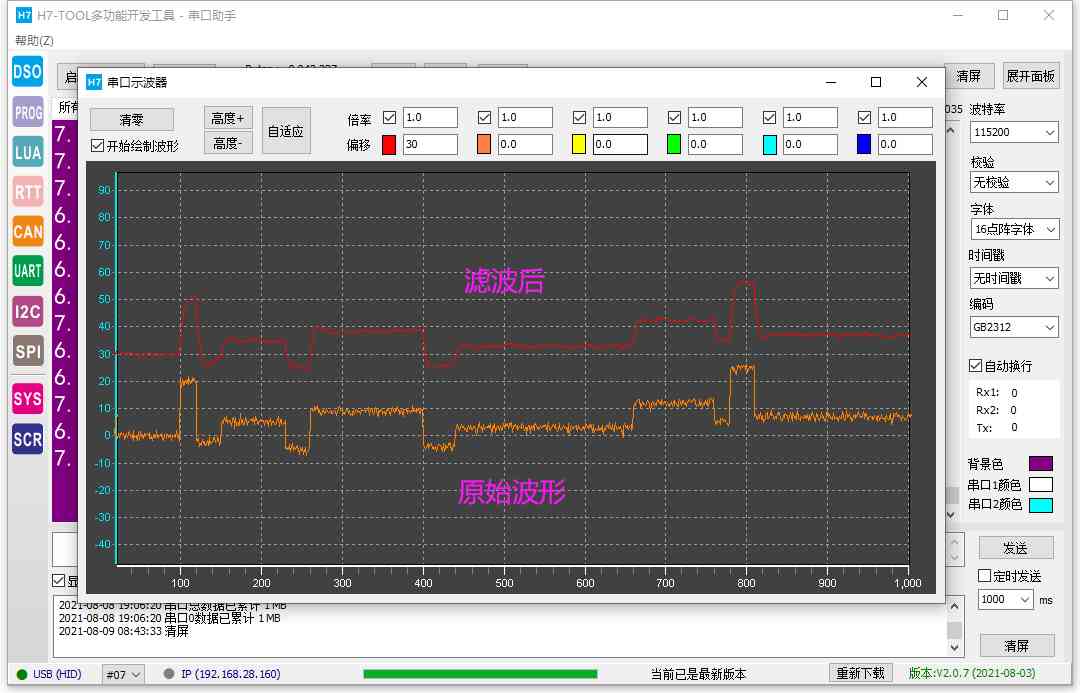 H7 H7-TOOL多功能开发工具 - 串口助手
帮助(Z)
DSO
PROG
LUA
RTT
CAN
UART
I2C
SPI
SYS
SCR
启
所有
7.
7.
7.
6.
6.
6.
6.
7.
6.
6.
7.
6.
7.
H7 串口示波器
清零
高度+
高度-
自适应
开始绘制波形
倍率 1.0 1.0 1.0 1.0 1.0 1.0
偏移 30 0.0 0.0 0.0 0.0 0.0
90
80
70
60
50
40
30
20
10
0
-10
-20
-30
-40
滤波后
原始波形
100 200 300 400 500 600 700 800 900 1,000
清屏 展开面板
035
波特率
115200
校验
无校验
字体
16点阵字体
时间戳
无时间戳
编码
GB2312
自动换行
Rx1: 0
Rx2: 0
Tx: 0
背景色
串口1颜色
串口2颜色
发送
定时发送
1000 ms
清屏
显
2021-08-08 19:06:20 串口总数据已累计 1 MB
2021-08-08 19:06:20 串口0数据已累计 1 MB
2021-08-09 08:43:33 清屏
USB (HID) #07 IP (192.168.28.160) 当前已是最新版本 重新下载 版本:V2.0.7 (2021-08-03)